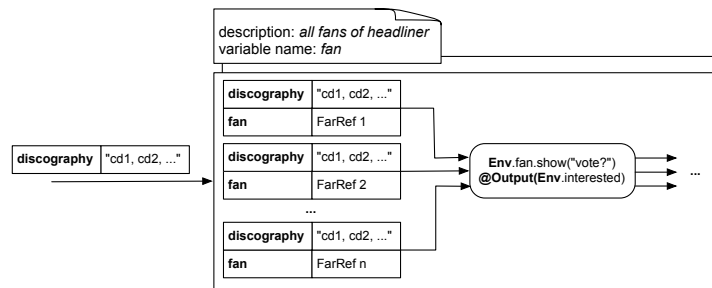 description: all fans of headliner
variable name: fan
discography "cd1, cd2, ..."
fan FarRef 1
discography "cd1, cd2, ..."
discography "cd1, cd2, ..."
fan FarRef 2
...
discography "cd1, cd2, ..."
fan FarRef n
Env.fan.show("vote?")
@Output(Env.interested)
...